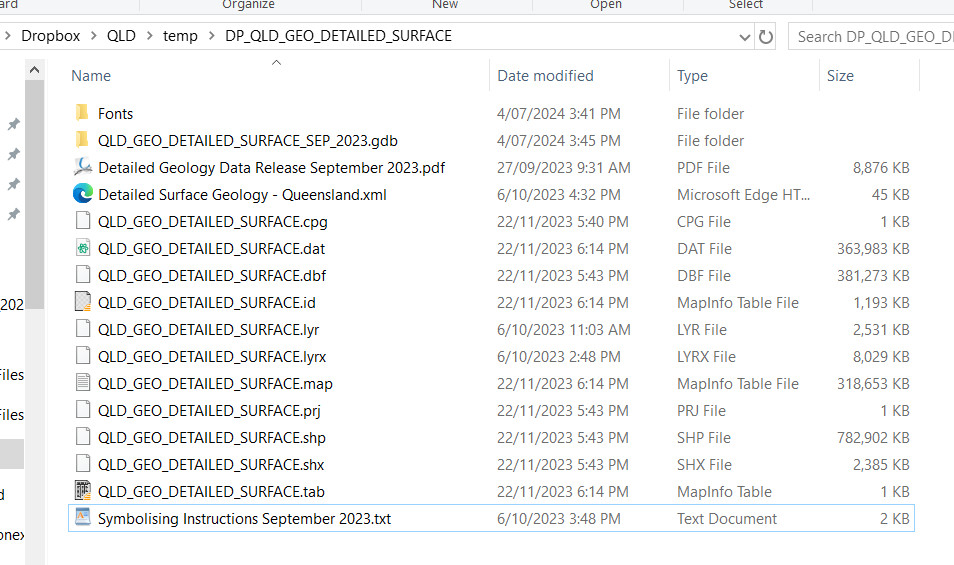 ard Organize New Open Select
Dropbox QLD temp DP_QLD_GEO_DETAILED_SURFACE Search DP_QLD_GEO_D
Name Date modified Type Size
Fonts 4/07/2024 3:41 PM File folder
QLD_GEO_DETAILED_SURFACE_SEP_2023.gdb 4/07/2024 3:45 PM File folder
Detailed Geology Data Release September 2023.pdf 27/09/2023 9:31 AM PDF File 8,876 KB
Detailed Surface Geology - Queensland.xml 6/10/2023 4:32 PM Microsoft Edge HT... 45 KB
QLD_GEO_DETAILED_SURFACE.cpg 22/11/2023 5:40 PM CPG File 1 KB
QLD_GEO_DETAILED_SURFACE.dat 22/11/2023 6:14 PM DAT File 363,983 KB
QLD_GEO_DETAILED_SURFACE.dbf 22/11/2023 5:43 PM DBF File 381,273 KB
_202 QLD_GEO_DETAILED_SURFACE.id 22/11/2023 6:14 PM MapInfo Table File 1,193 KB
QLD_GEO_DETAILED_SURFACE.lyr 6/10/2023 11:03 AM LYR File 2,531 KB
QLD_GEO_DETAILED_SURFACE.lyrx 6/10/2023 2:48 PM LYRX File 8,029 KB
Files QLD_GEO_DETAILED_SURFACE.map 22/11/2023 6:14 PM MapInfo Table File 318,653 KB
Files QLD_GEO_DETAILED_SURFACE.prj 22/11/2023 5:43 PM PRJ File 1 KB
QLD_GEO_DETAILED_SURFACE.shp 22/11/2023 5:43 PM SHP File 782,902 KB
QLD_GEO_DETAILED_SURFACE.shx 22/11/2023 5:43 PM SHX File 2,385 KB
d QLD_GEO_DETAILED_SURFACE.tab 22/11/2023 6:14 PM MapInfo Table 1 KB
Symbolising Instructions September 2023.txt 6/10/2023 3:48 PM Text Document 2 KB
onex